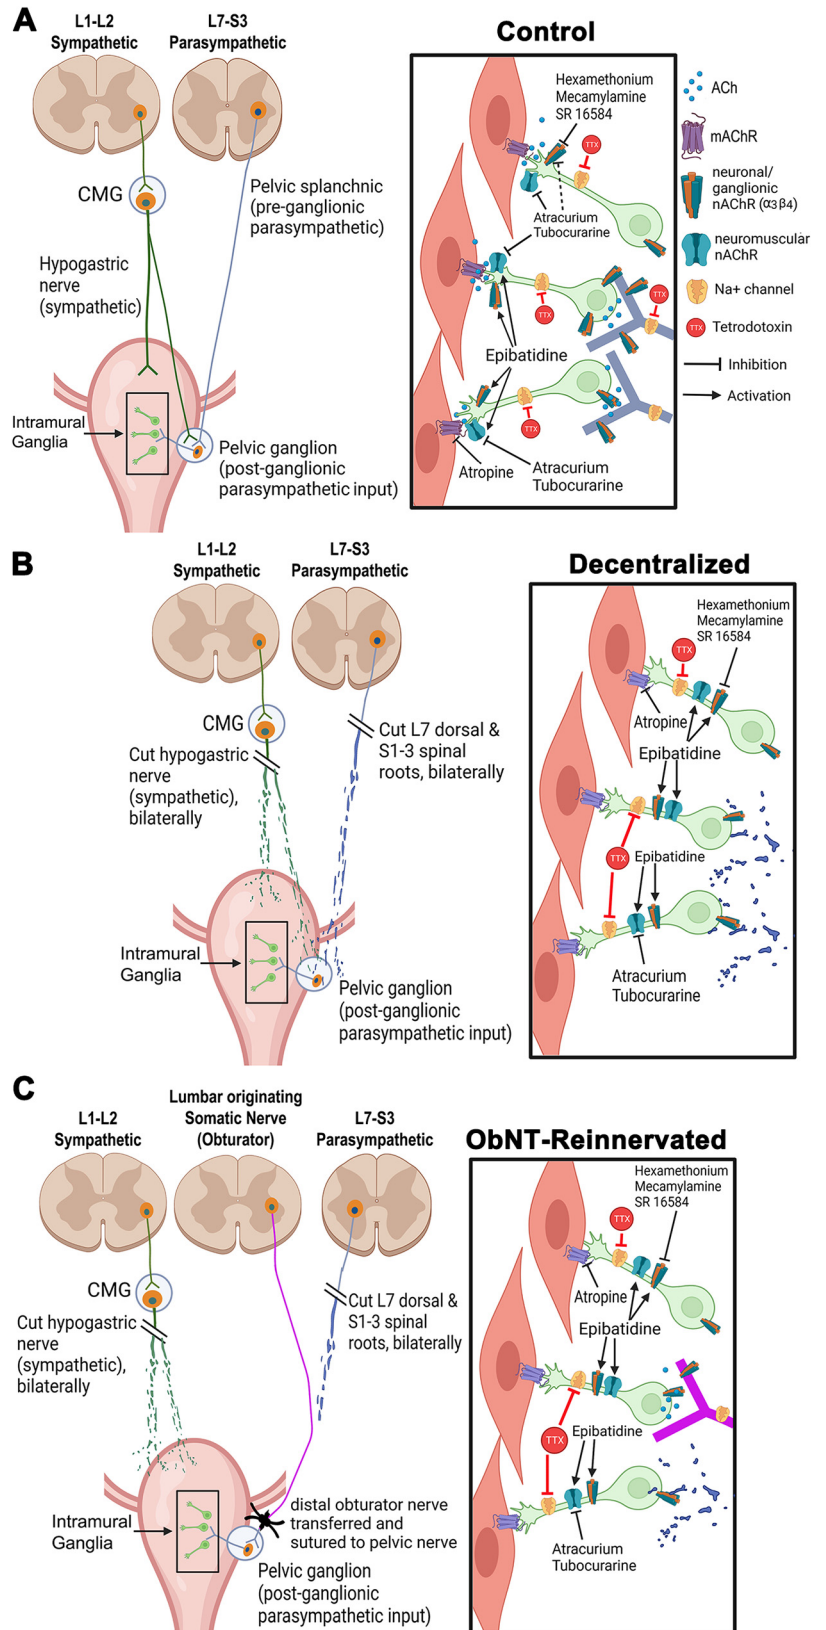 A
L1-L2
Sympathetic
L7-S3
Parasympathetic
CMG
Pelvic splanchnic
(pre-ganglionic
parasympathetic)
Hypogastric
nerve
(sympathetic)
Intramural
Ganglia
Pelvic ganglion
(post-ganglionic
parasympathetic input)
Control
Hexamethonium
Mecamylamine
SR 16584
TTX
Atracurium
Tubocurarine
TTX
TTX
Epibatidine
TTX
Atropine
Atracurium
Tubocurarine
ACh
mAChR
neuronal/
ganglionic
nAChR (α3β4)
neuromuscular
nAChR
Na+ channel
TTX
Tetrodotoxin
Inhibition
Activation
B
L1-L2
Sympathetic
L7-S3
Parasympathetic
CMG
Cut hypogastric
nerve
(sympathetic),
bilaterally
Cut L7 dorsal &
S1-3 spinal
roots, bilaterally
Intramural
Ganglia
Pelvic ganglion
(post-ganglionic
parasympathetic input)
Decentralized
Hexamethonium
Mecamylamine
SR 16584
TTX
Atropine
Epibatidine
TTX
Epibatidine
Atracurium
Tubocurarine
C
L1-L2
Sympathetic
Lumbar originating
Somatic Nerve
(Obturator)
L7-S3
Parasympathetic
CMG
Cut hypogastric
nerve
(sympathetic),
bilaterally
Cut L7 dorsal &
S1-3 spinal
roots, bilaterally
Intramural
Ganglia
distal obturator nerve
transferred and
sutured to pelvic nerve
Pelvic ganglion
(post-ganglionic
parasympathetic input)
ObNT-Reinnervated
Hexamethonium
Mecamylamine
SR 16584
TTX
Atropine
Epibatidine
TTX
Epibatidine
Atracurium
Tubocurarine